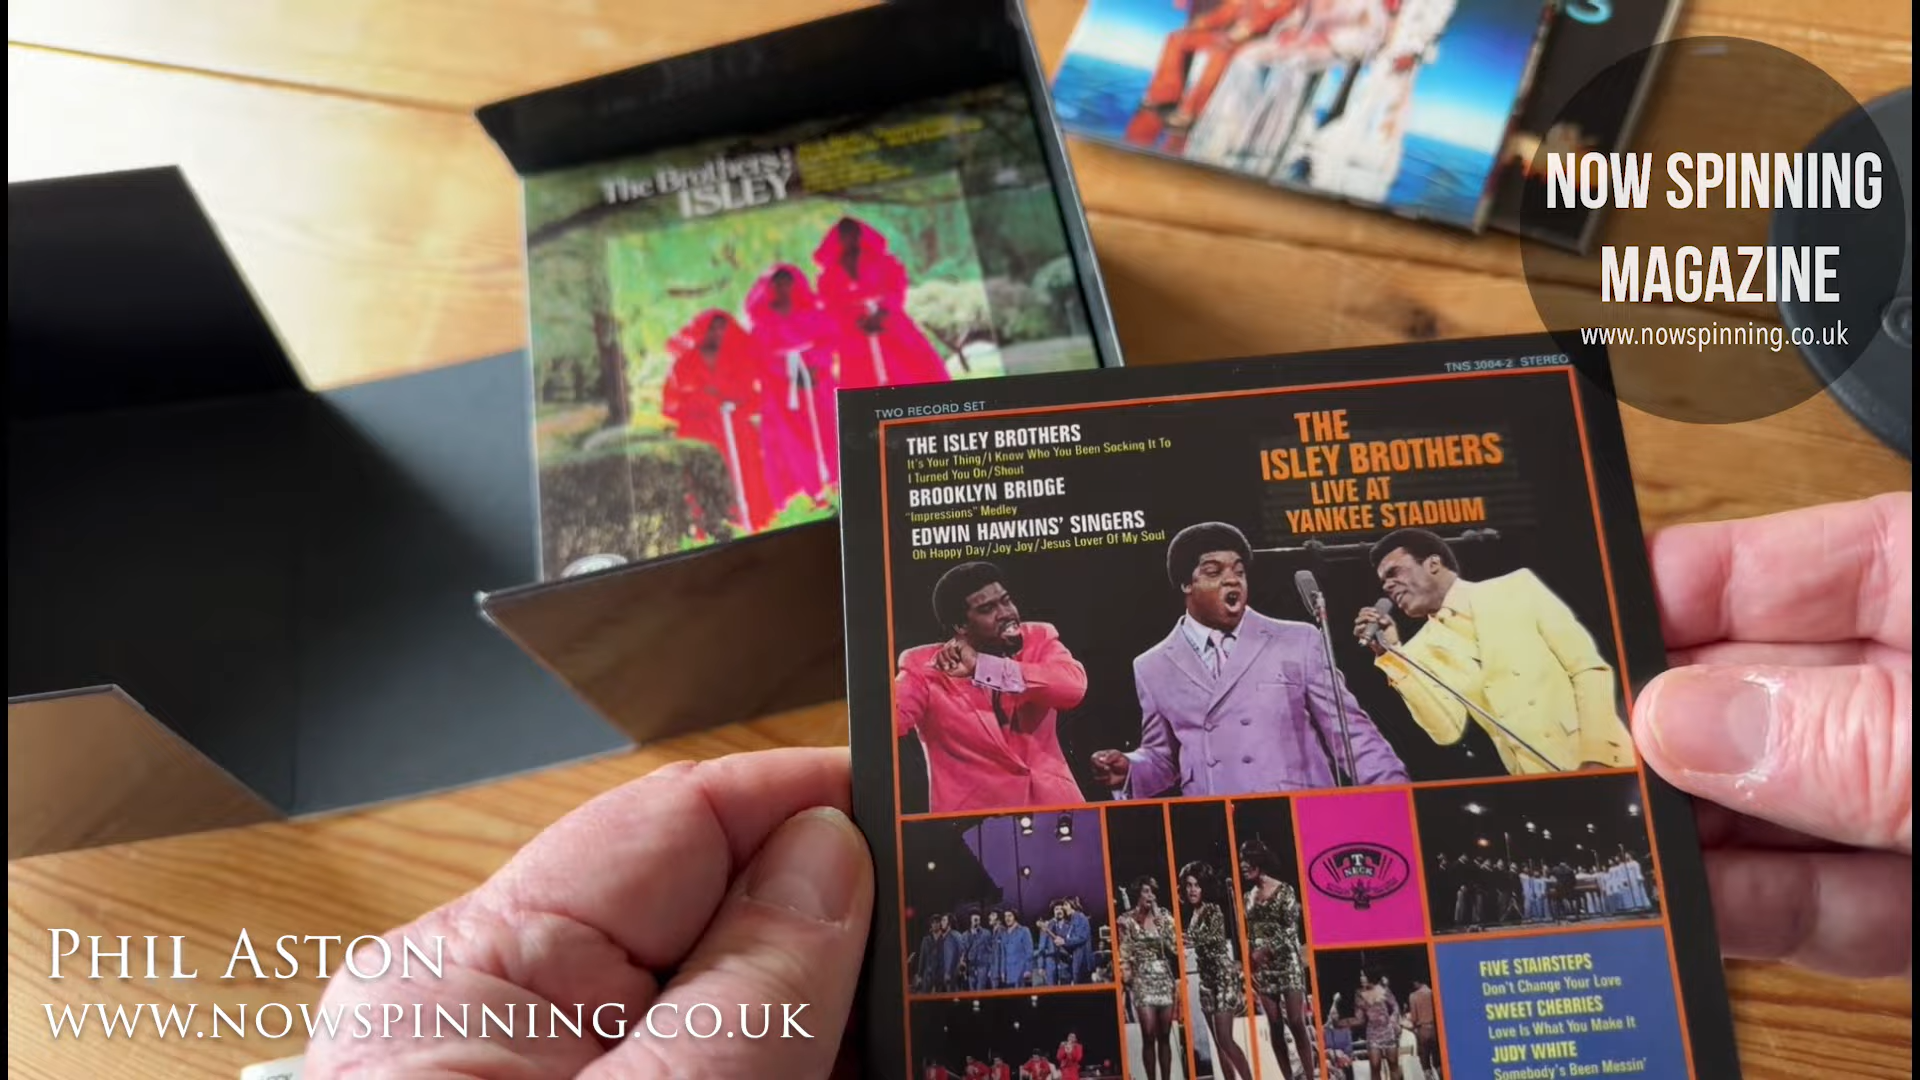 The Brothers:
ISLEY
NOW SPINNING
MAGAZINE
www.nowspinning.co.uk
TWO RECORD SET
TNS 3004-2 STEREO
THE ISLEY BROTHERS
It's Your Thing/I Know Who You Been Socking It To
I Turned You On/Shout
BROOKLYN BRIDGE
"Impressions" Medley
EDWIN HAWKINS' SINGERS
Oh Happy Day/Joy Joy/Jesus Lover Of My Soul
THE
ISLEY BROTHERS
LIVE AT
YANKEE STADIUM
T
NECK
FIVE STAIRSTEPS
Don't Change Your Love
SWEET CHERRIES
Love Is What You Make It
JUDY WHITE
Somebody's Been Messin'
PHIL ASTON
WWW.NOWSPINNING.CO.UK